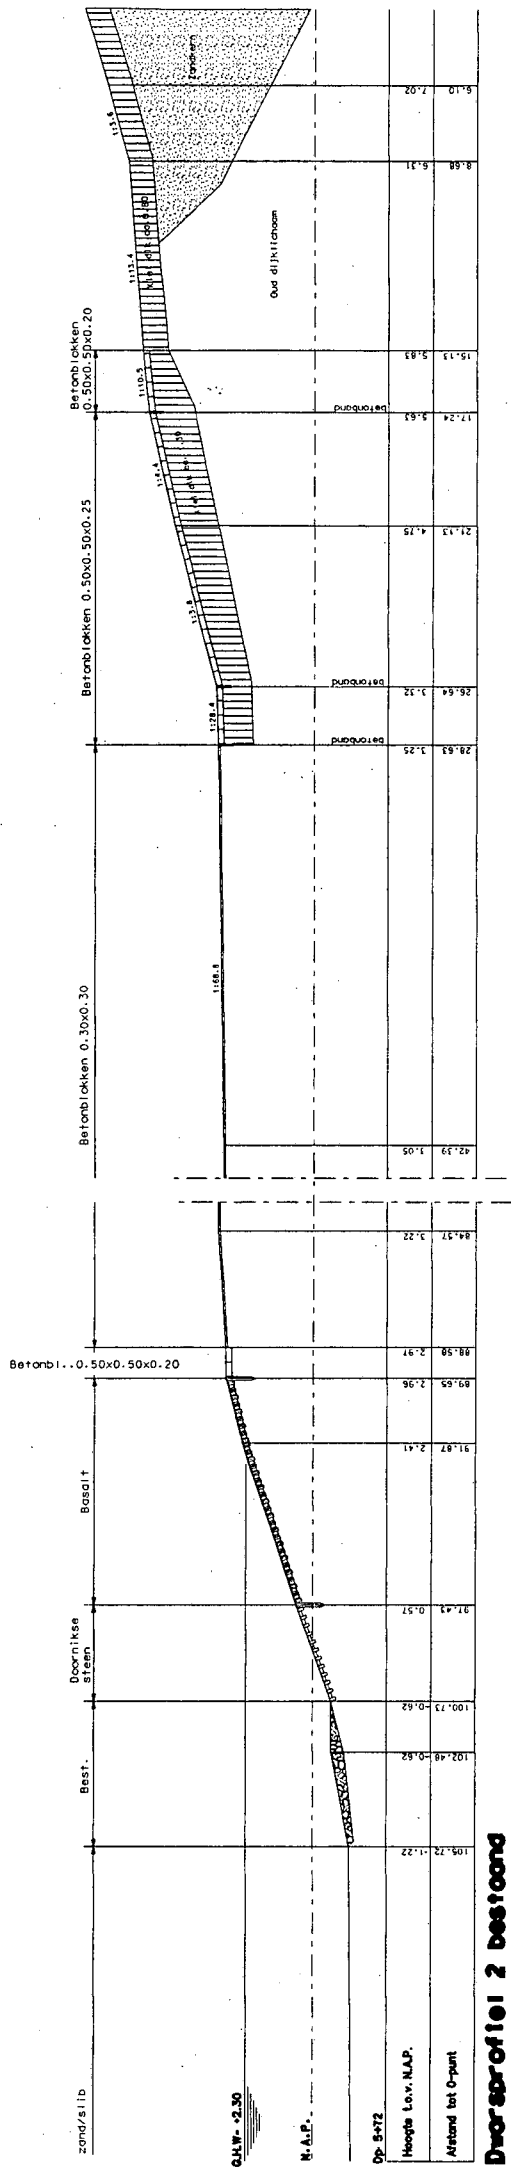 zand/slib
Best.
Doornikse
steen
Basalt
Betonbl..0.50x0.50x0.20
Betonblokken 0.30x0.30
Betonblokken 0.50x0.50x0.25
Betonblokken
0.50x0.50x0.20
1:68.8
1:28.4
1:3.8
1:4.4
1:10.5
1:13.4
1:3.6
Zandkern
Oud dijklichaam
G.H.W= +2.30
N.A.P.
betonband
betonband
betonband
Dp 5+72
Hoogte t.o.v. N.A.P.
-1.22
-0.62
-0.62
0.57
2.41
2.96
2.97
3.22
3.05
3.25
3.32
4.75
5.63
5.83
6.31
7.02
Afstand tot 0-punt
105.72
102.48
100.73
97.43
91.87
89.65
88.58
84.57
42.39
28.63
26.64
21.13
17.24
15.13
8.68
6.10
Dwarsprofiel 2 bestaand